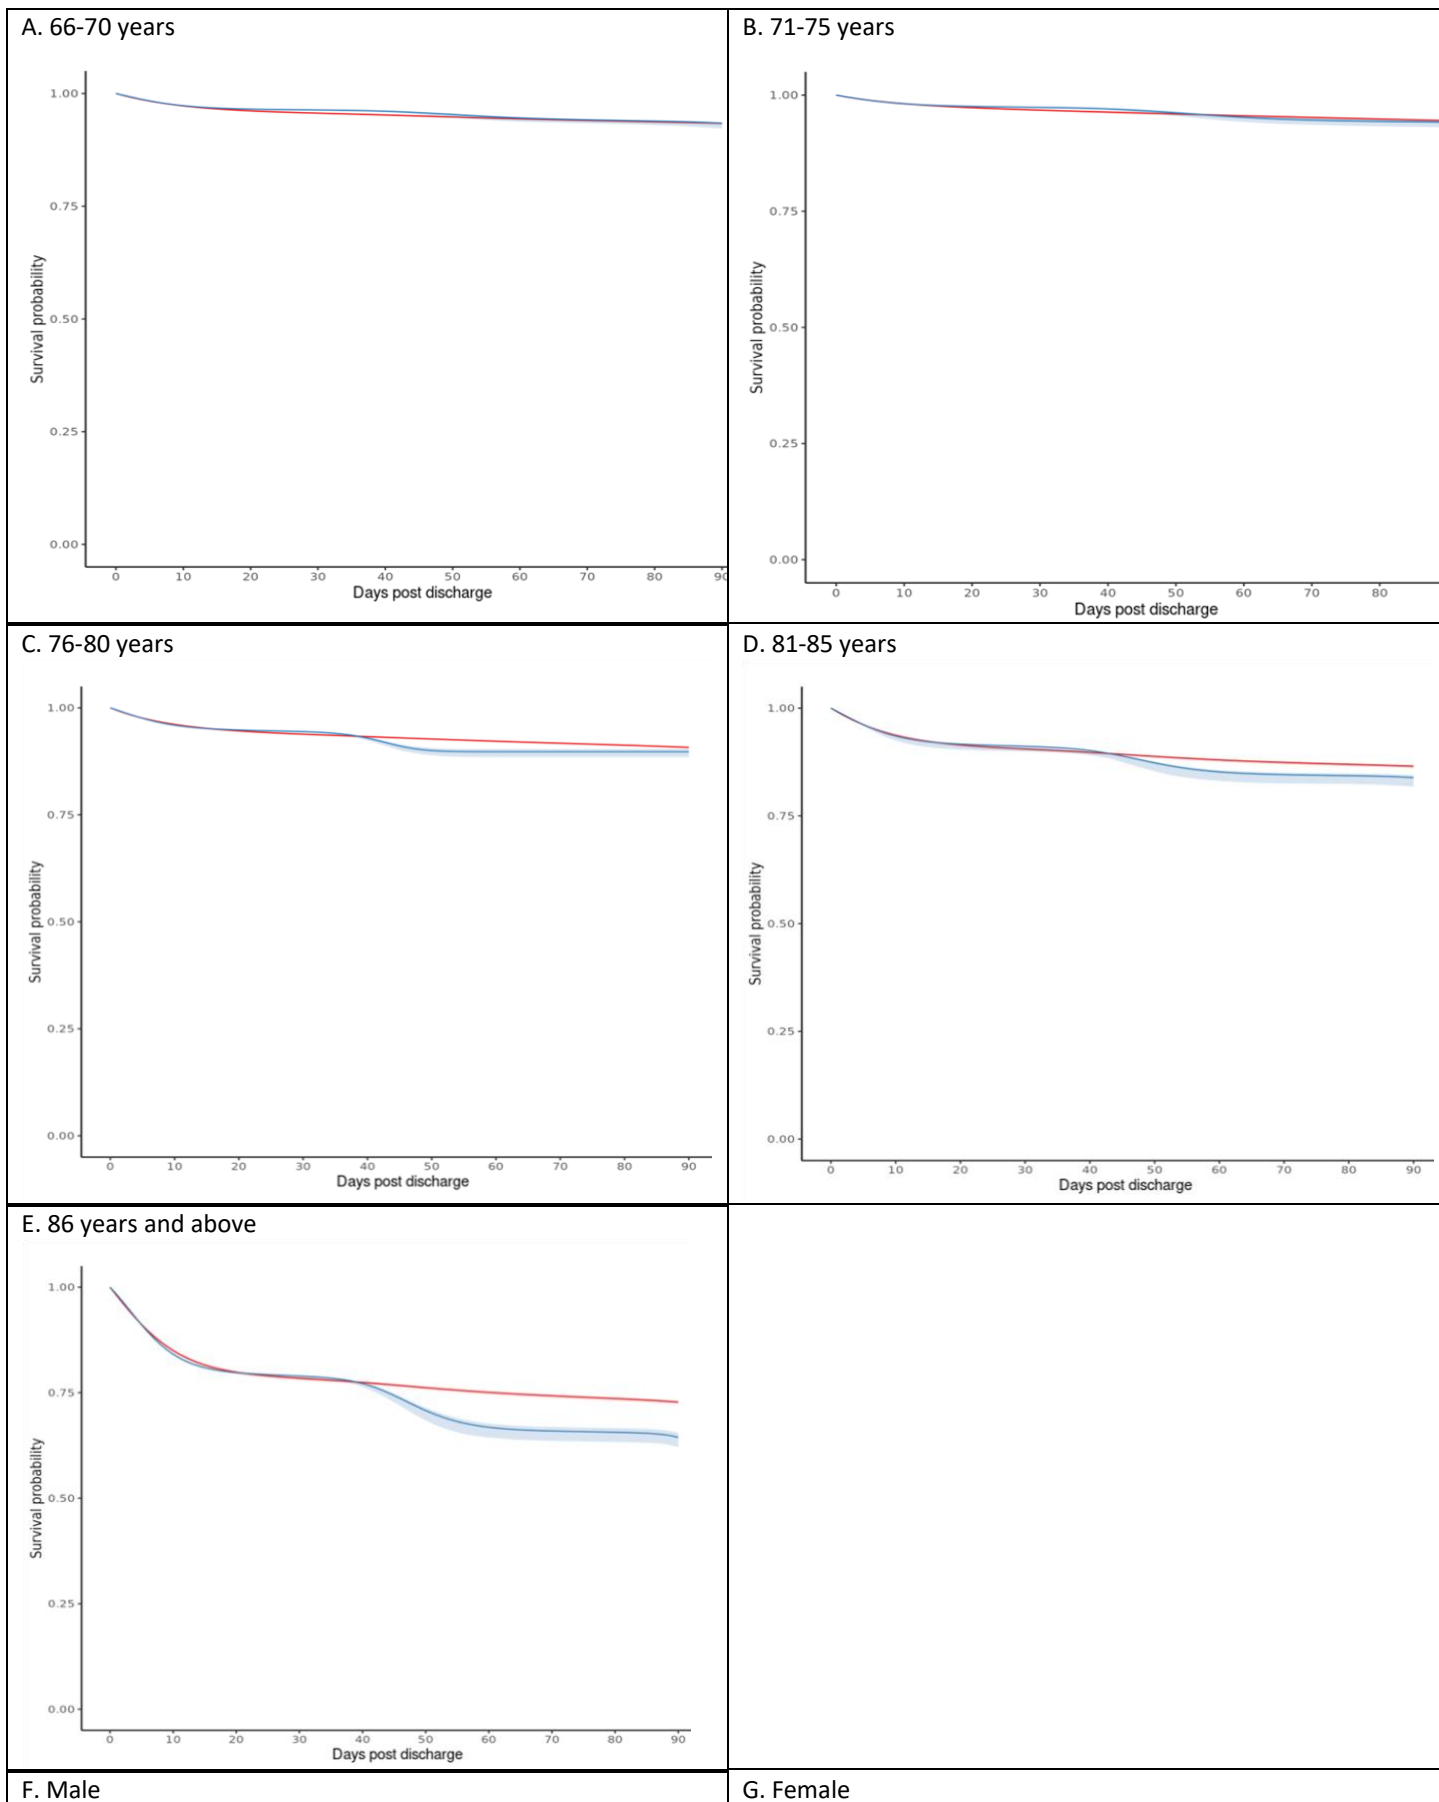 A. 66-70 years
1.00
0.75
0.50
0.25
0.00
Survival probability
0 10 20 30 40 50 60 70 80 90
Days post discharge
B. 71-75 years
1.00
0.75
0.50
0.25
0.00
Survival probability
0 10 20 30 40 50 60 70 80
Days post discharge
C. 76-80 years
1.00
0.75
0.50
0.25
0.00
Survival probability
0 10 20 30 40 50 60 70 80 90
Days post discharge
D. 81-85 years
1.00
0.75
0.50
0.25
0.00
Survival probability
0 10 20 30 40 50 60 70 80 90
Days post discharge
E. 86 years and above
1.00
0.75
0.50
0.25
0.00
Survival probability
0 10 20 30 40 50 60 70 80 90
Days post discharge
F. Male
G. Female